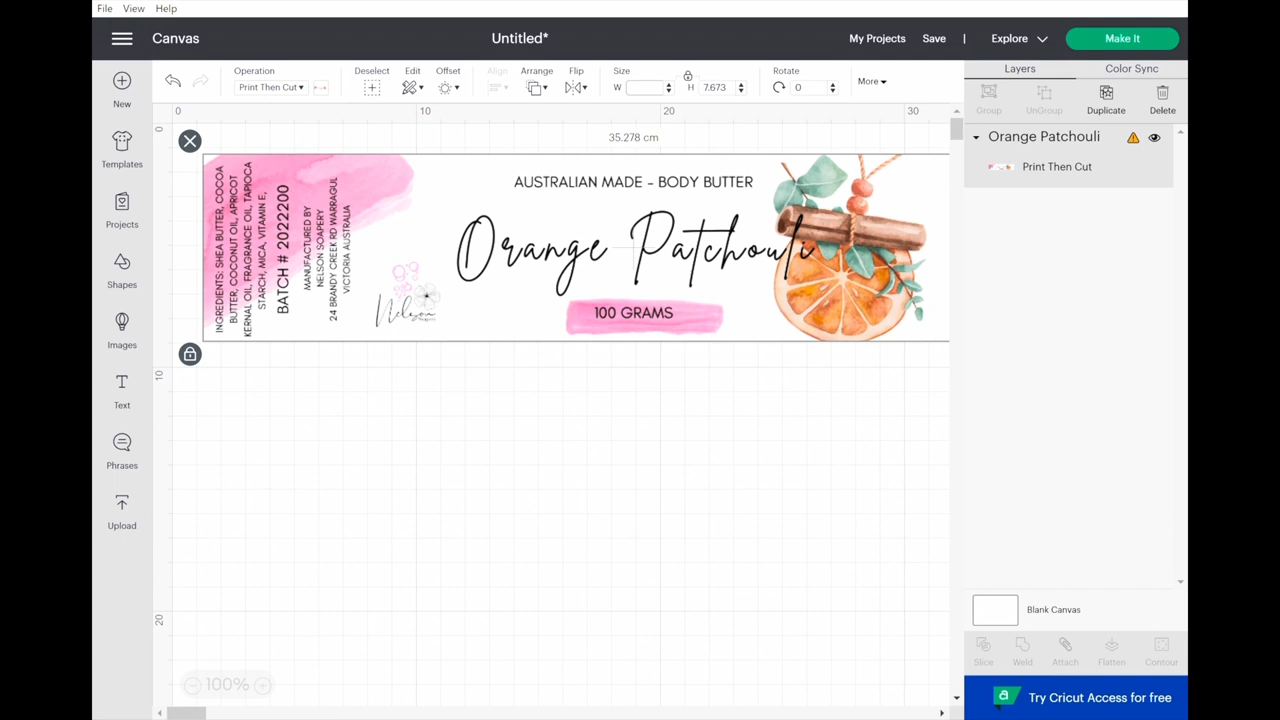 File View Help
Canvas
Untitled*
My Projects Save | Explore Make It
Operation
Print Then Cut
Deselect
Edit
Offset
Align
Arrange
Flip
Size
W
H 7.673
Rotate
0
More
New
Templates
Projects
Shapes
Images
Text
Phrases
Upload
0 10 20 30
0
10
20
35.278 cm
INGREDIENTS: SHEA BUTTER, COCOA
BUTTER, COCONUT OIL, APRICOT
KERNAL OIL, FRAGRANCE OIL, TAPIOCA
STARCH, MICA, VITAMIN E,
BATCH # 2022200
MANUFACTURED BY
NELSON SOAPERY
24 BRANDY CREEK RD WARRAGUL
VICTORIA AUSTRALIA
Nelson
AUSTRALIAN MADE - BODY BUTTER
Orange Patchouli
100 GRAMS
100%
Layers Color Sync
Group UnGroup Duplicate Delete
Orange Patchouli
Print Then Cut
Blank Canvas
Slice Weld Attach Flatten Contour
a Try Cricut Access for free